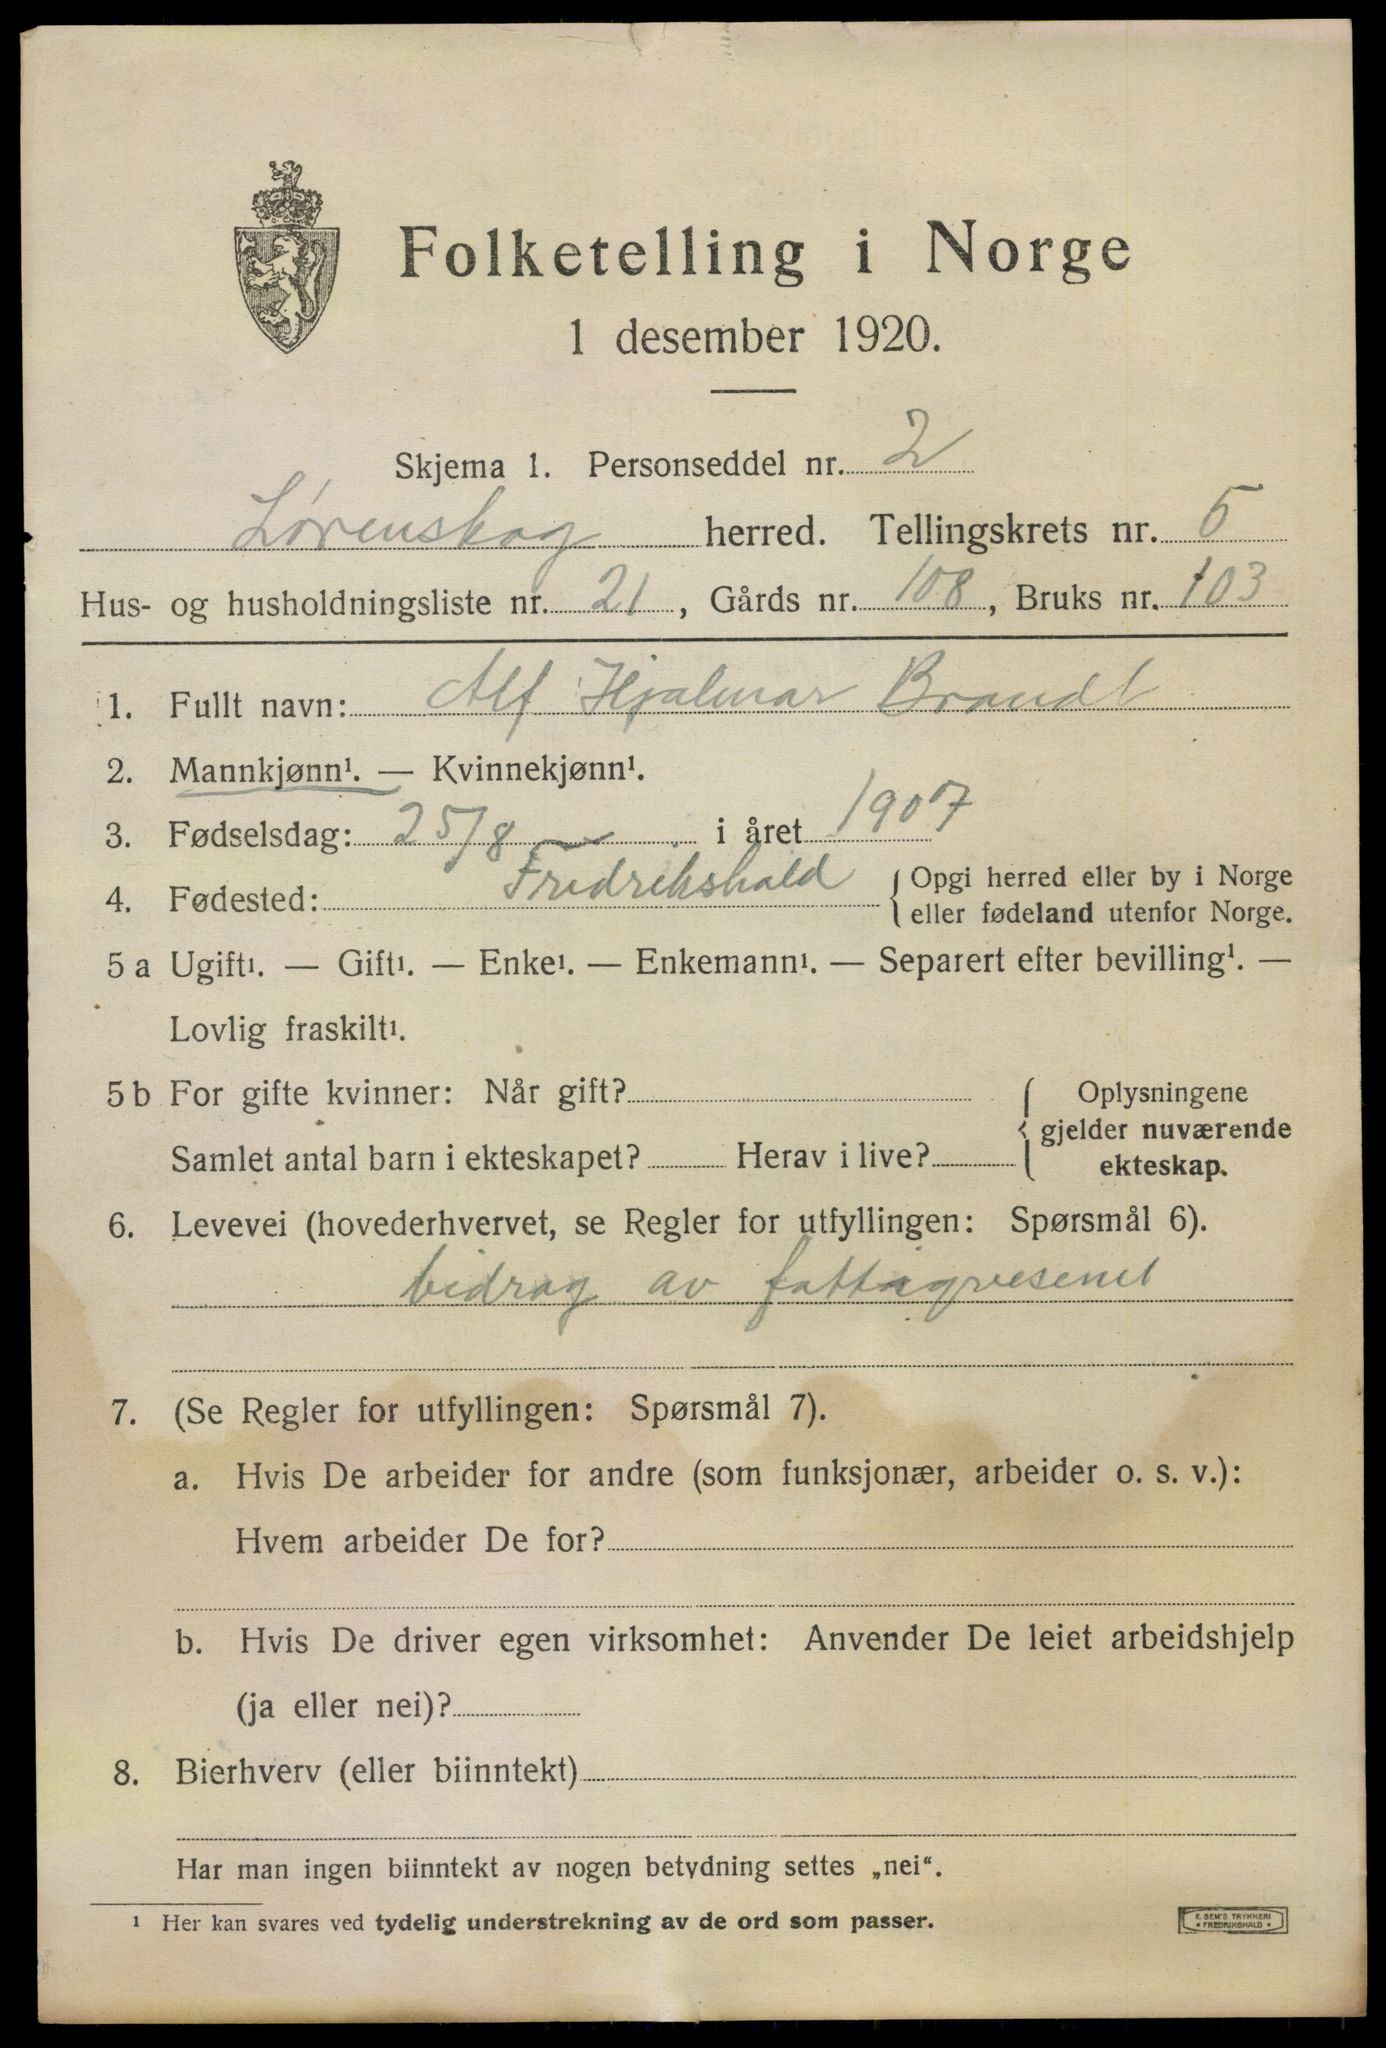 Folketelling i Norge
1 desember 1920.
Skjema 1. Personseddel nr. 2
Lørenskog herred. Tellingskrets nr. 5
Hus- og husholdningsliste nr. 21, Gårds nr. 108, Bruks nr. 103
1. Fullt navn: Alf Hjalmar Brandt
2. Mannkjønn¹. — Kvinnekjønn¹.
3. Fødselsdag: 25/8 i året 1907
4. Fødested: Fredrikshald { Opgi herred eller by i Norge
eller fødeland utenfor Norge.
5 a Ugift¹. — Gift¹. — Enke¹. — Enkemann¹. — Separert efter bevilling¹. —
Lovlig fraskilt¹.
5 b For gifte kvinner: Når gift? { Oplysningene
gjelder nuværende
Samlet antal barn i ekteskapet? Herav i live? ekteskap.
6. Levevei (hovederhvervet, se Regler for utfyllingen: Spørsmål 6).
bidrag av fattigvesenet
7. (Se Regler for utfyllingen: Spørsmål 7).
a. Hvis De arbeider for andre (som funksjonær, arbeider o. s. v.):
Hvem arbeider De for?
b. Hvis De driver egen virksomhet: Anvender De leiet arbeidshjelp
(ja eller nei)?
8. Bierhverv (eller biinntekt)
Har man ingen biinntekt av nogen betydning settes „nei“.
¹ Her kan svares ved tydelig understrekning av de ord som passer.
E. SEM'S TRYKKERI
* FREDRIKSHALD *